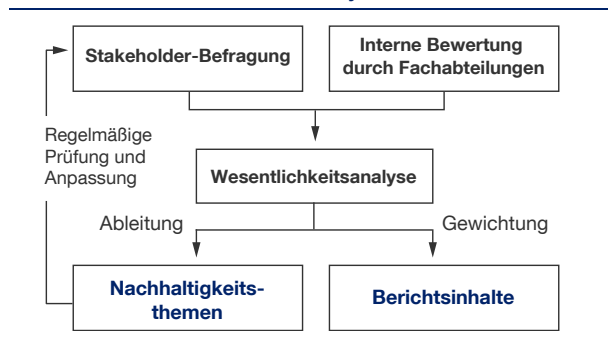 Stakeholder-Befragung
Interne Bewertung
durch Fachabteilungen
Regelmäßige
Prüfung und
Anpassung
Wesentlichkeitsanalyse
Ableitung
Gewichtung
Nachhaltigkeits-
themen
Berichtsinhalte